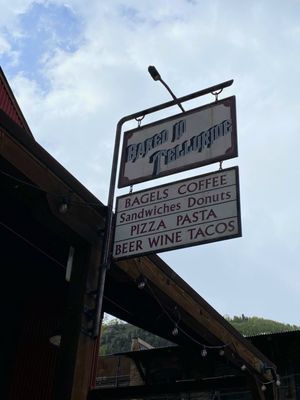 BAKED IN
TELLURIDE
BAGELS COFFEE
Sandwiches Donuts
PIZZA PASTA
BEER WINE TACOS